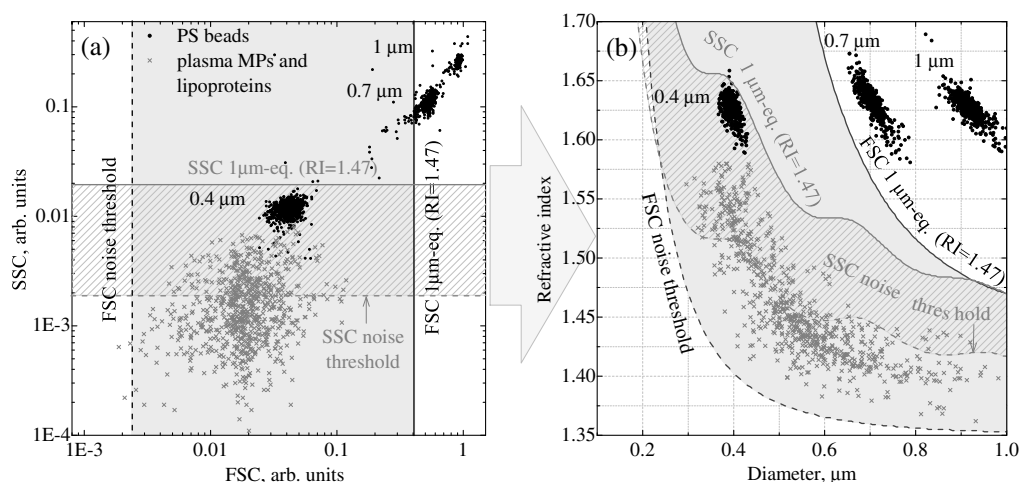 (a)
PS beads
plasma MPs and
lipoproteins
1 μm
0.7 μm
0.4 μm
SSC 1μm-eq. (RI=1.47)
FSC noise threshold
FSC 1μm-eq. (RI=1.47)
SSC noise
threshold
SSC, arb. units
0.1
0.01
1E-3
1E-4
1E-3
0.01
0.1
1
FSC, arb. units
(b)
SSC 1μm-eq. (RI=1.47)
0.4 μm
0.7 μm
1 μm
FSC 1 μm-eq. (RI=1.47)
SSC noise thres hold
FSC noise threshold
Refractive index
1.70
1.65
1.60
1.55
1.50
1.45
1.40
1.35
0.2
0.4
0.6
0.8
1.0
Diameter, μm